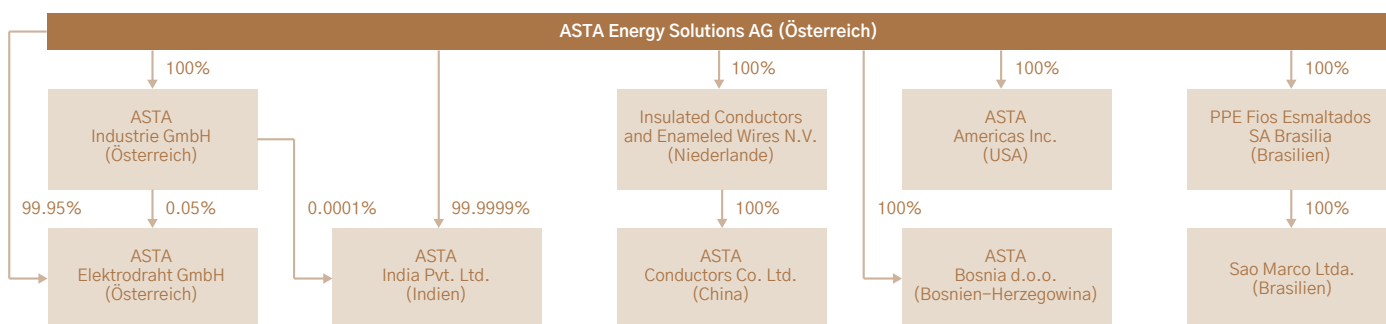 ASTA Energy Solutions AG (Österreich)
100%
100%
100%
100%
ASTA
Industrie GmbH
(Österreich)
Insulated Conductors
and Enameled Wires N.V.
(Niederlande)
ASTA
Americas Inc.
(USA)
PPE Fios Esmaltados
SA Brasilia
(Brasilien)
99.95%
0.05%
0.0001%
99.9999%
100%
100%
100%
ASTA
Elektrodraht GmbH
(Österreich)
ASTA
India Pvt. Ltd.
(Indien)
ASTA
Conductors Co. Ltd.
(China)
ASTA
Bosnia d.o.o.
(Bosnien-Herzegowina)
Sao Marco Ltda.
(Brasilien)